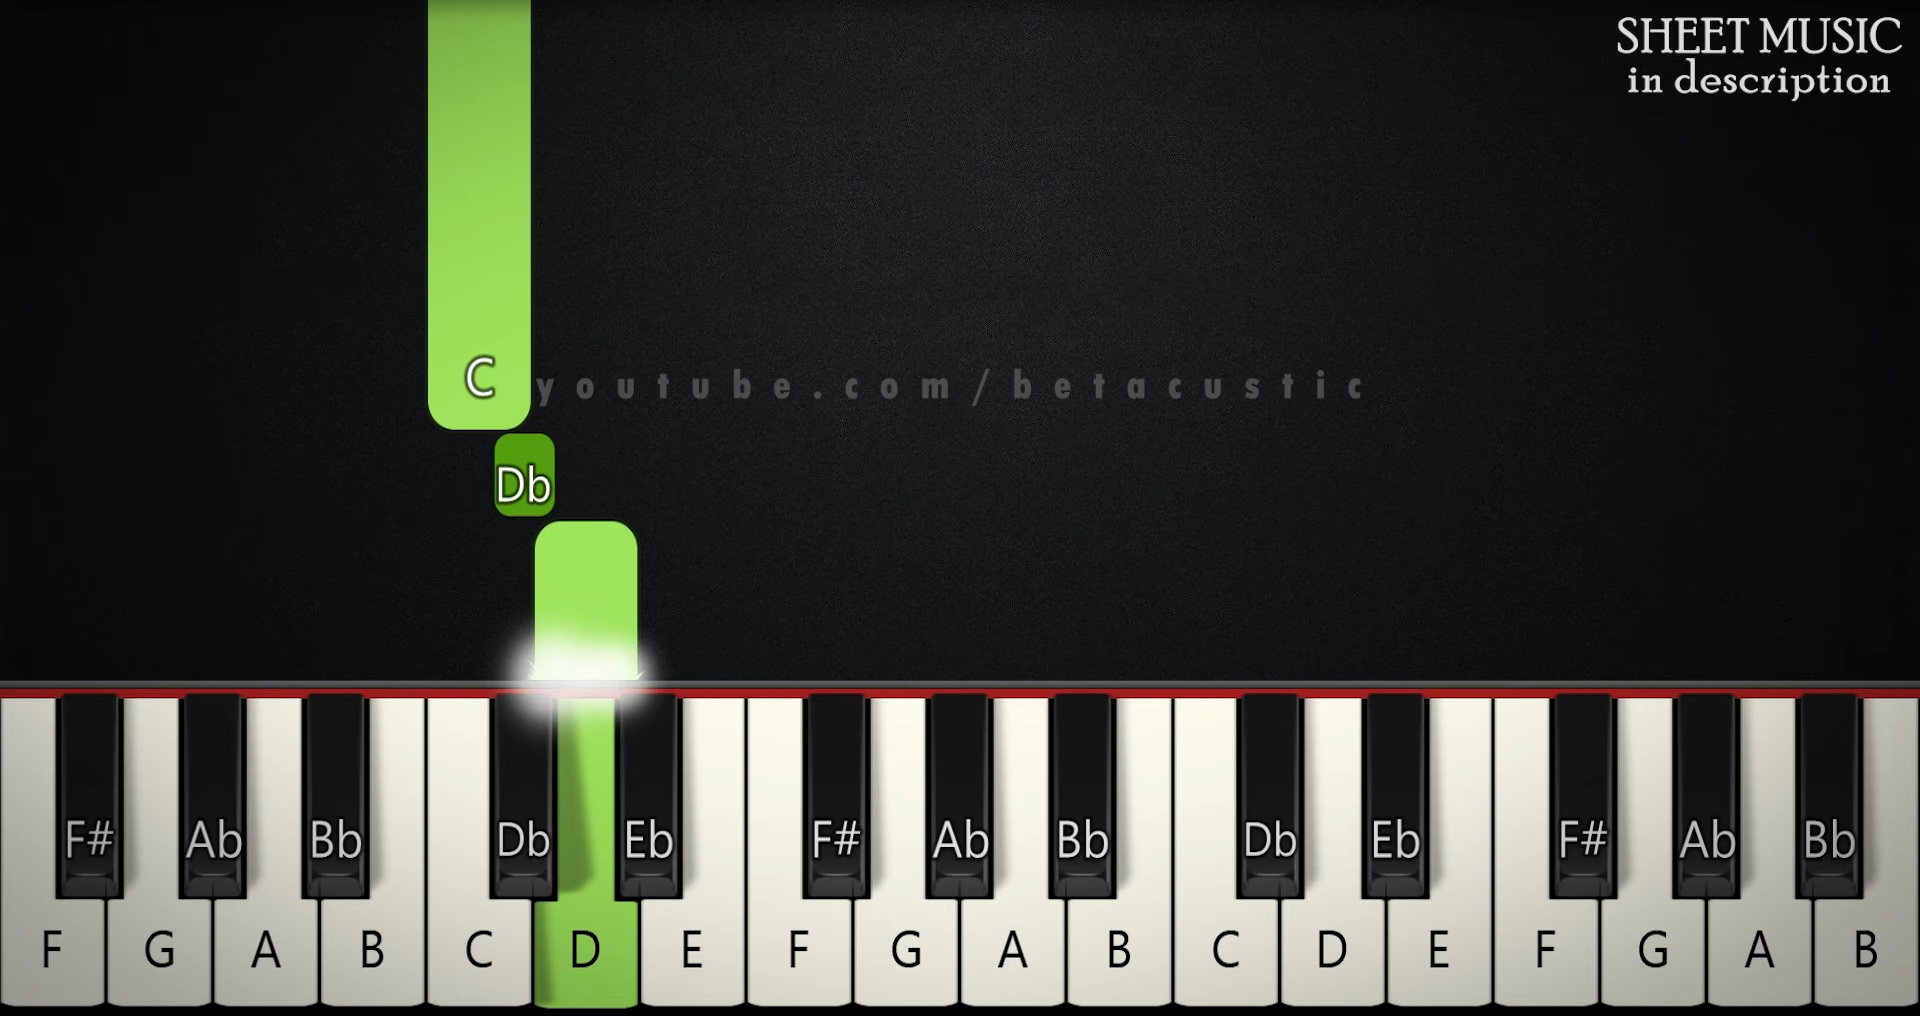 SHEET MUSIC
in description
C
youtube.com/betacustic
Db
F# Ab Bb Db Eb F# Ab Bb Db Eb F# Ab Bb
F G A B C D E F G A B C D E F G A B